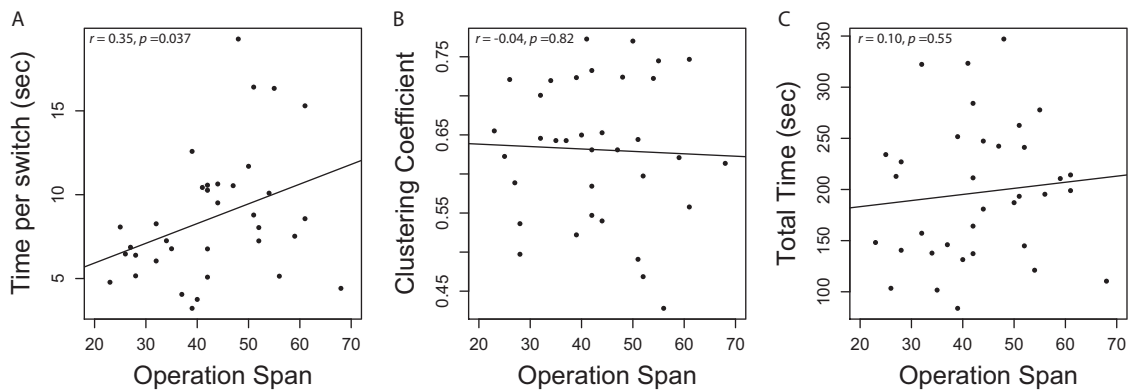 A
r = 0.35, p =0.037
Time per switch (sec)
15
10
5
20 30 40 50 60 70
Operation Span
B
r = -0.04, p =0.82
Clustering Coefficient
0.75
0.65
0.55
0.45
20 30 40 50 60 70
Operation Span
C
r = 0.10, p =0.55
Total Time (sec)
350
300
250
200
150
100
20 30 40 50 60 70
Operation Span